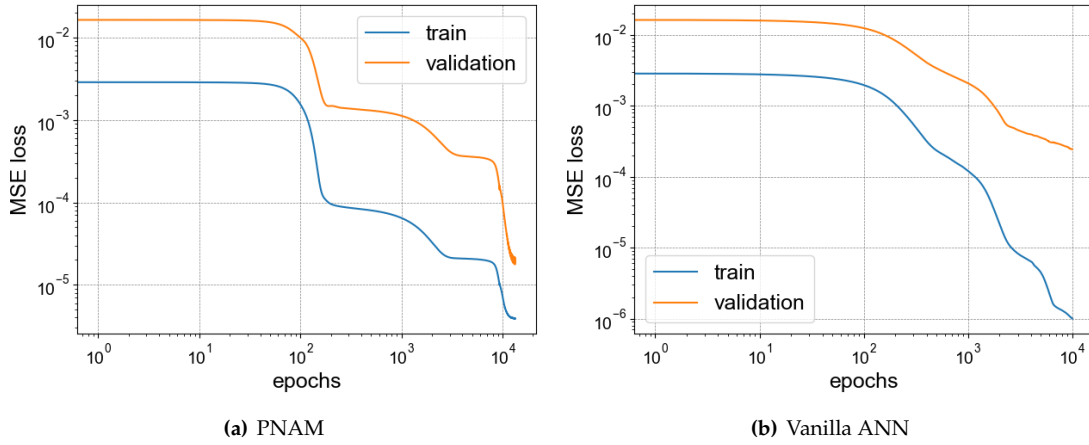 10^{-2}
10^{-3}
10^{-4}
10^{-5}
MSE loss
train
validation
10^{0}
10^{1}
10^{2}
10^{3}
10^{4}
epochs
(a) PNAM
10^{-2}
10^{-3}
10^{-4}
10^{-5}
10^{-6}
MSE loss
train
validation
10^{0}
10^{1}
10^{2}
10^{3}
10^{4}
epochs
(b) Vanilla ANN